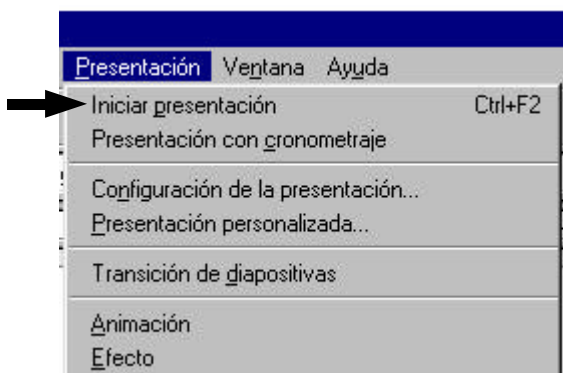 Presentación Ventana Ayuda
Iniciar presentación Ctrl+F2
Presentación con cronometraje
Configuración de la presentación...
Presentación personalizada...
Transición de diapositivas
Animación
Efecto